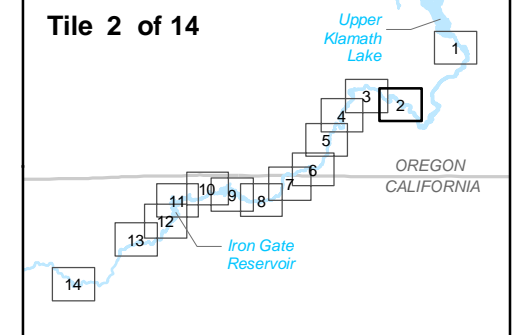 Tile 2 of 14
Upper
Klamath
Lake
1
3
2
4
5
OREGON
6
CALIFORNIA
7
10
9
8
11
12
13
Iron Gate
Reservoir
14